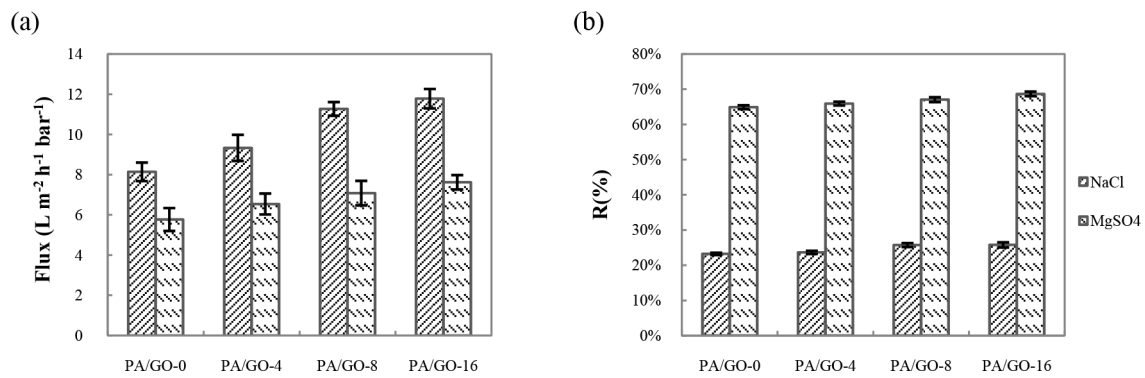 (a)
Flux (L m⁻² h⁻¹ bar⁻¹)
14
12
10
8
6
4
2
0
PA/GO-0 PA/GO-4 PA/GO-8 PA/GO-16
(b)
R(%)
80%
70%
60%
50%
40%
30%
20%
10%
0%
PA/GO-0 PA/GO-4 PA/GO-8 PA/GO-16
NaCl
MgSO4